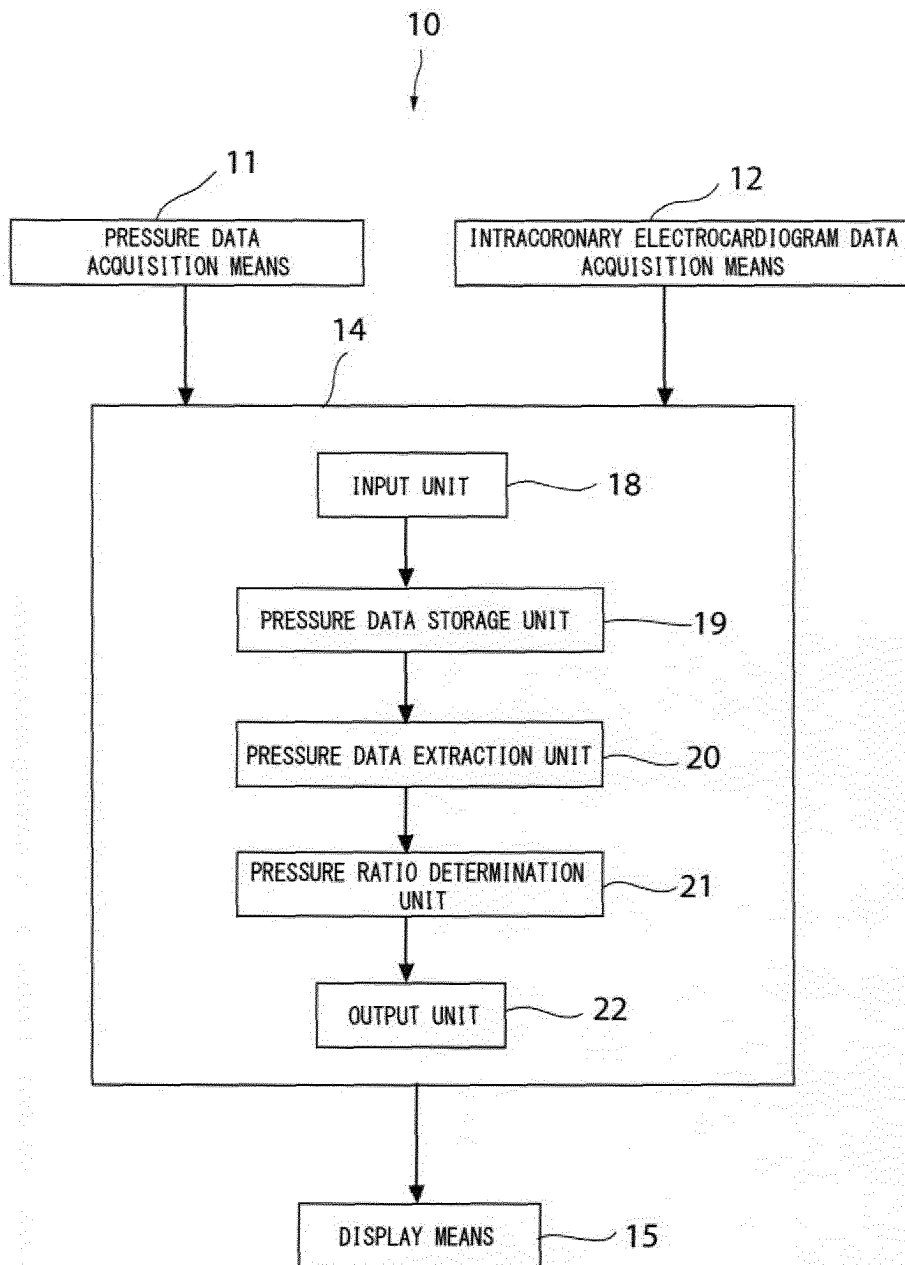 10
11
12
PRESSURE DATA
ACQUISITION MEANS
INTRACORONARY ELECTROCARDIOGRAM DATA
ACQUISITION MEANS
14
INPUT UNIT
18
PRESSURE DATA STORAGE UNIT
19
PRESSURE DATA EXTRACTION UNIT
20
PRESSURE RATIO DETERMINATION
UNIT
21
OUTPUT UNIT
22
DISPLAY MEANS
15